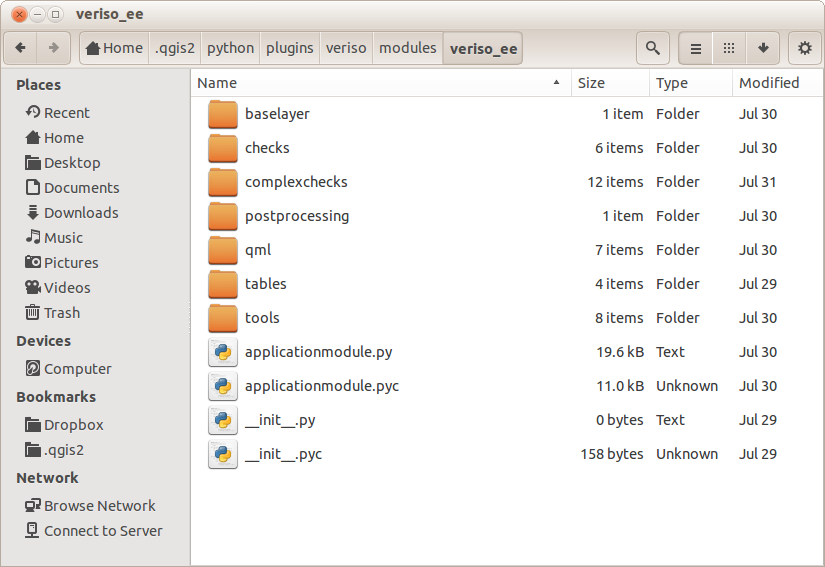 veriso_ee
Home .qgis2 python plugins veriso modules veriso_ee
Places
Recent
Home
Desktop
Documents
Downloads
Music
Pictures
Videos
Trash
Devices
Computer
Bookmarks
Dropbox
.qgis2
Network
Browse Network
Connect to Server
Name Size Type Modified
baselayer 1 item Folder Jul 30
checks 6 items Folder Jul 30
complexchecks 12 items Folder Jul 31
postprocessing 1 item Folder Jul 30
qml 7 items Folder Jul 30
tables 4 items Folder Jul 29
tools 8 items Folder Jul 30
applicationmodule.py 19.6 kB Text Jul 30
applicationmodule.pyc 11.0 kB Unknown Jul 30
__init__.py 0 bytes Text Jul 29
__init__.pyc 158 bytes Unknown Jul 29